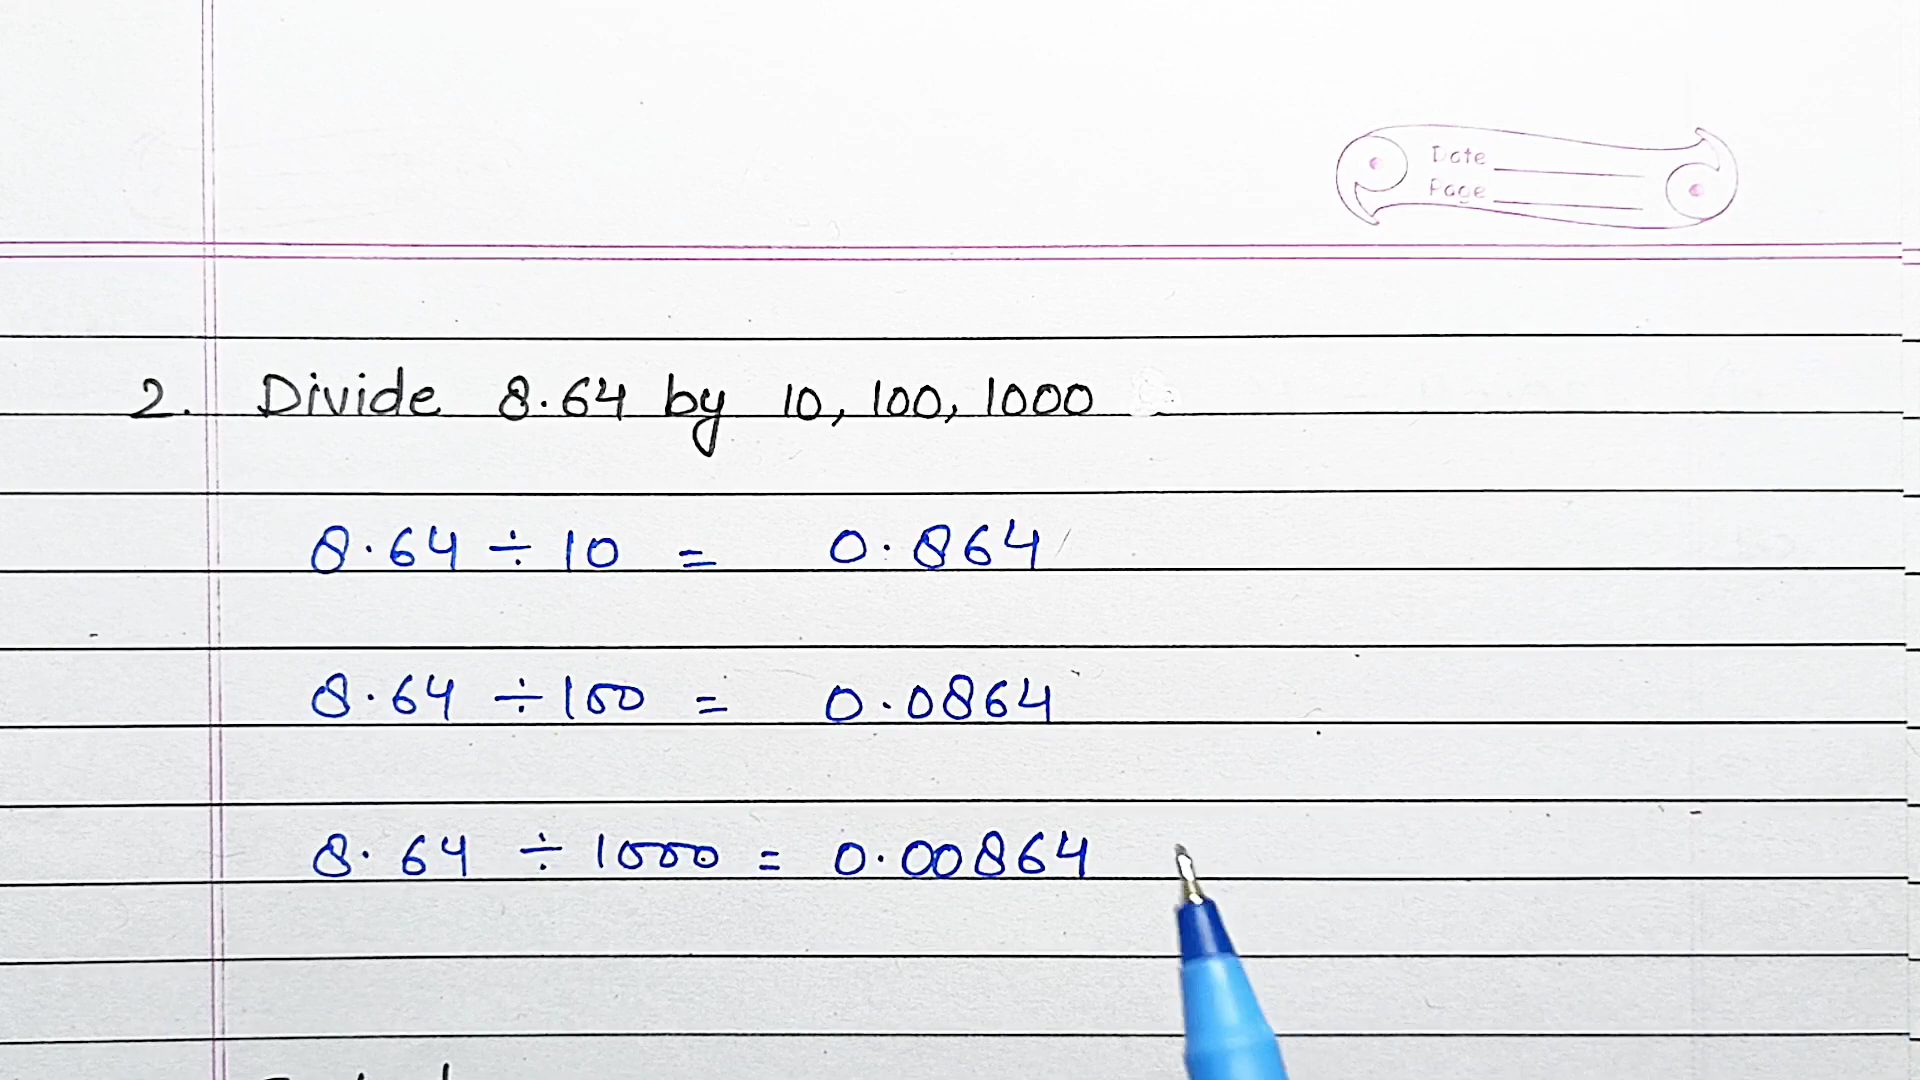 Date
Page
2. Divide 8.64 by 10, 100, 1000
8.64 ÷ 10 = 0.864
8.64 ÷ 100 = 0.0864
8.64 ÷ 1000 = 0.00864